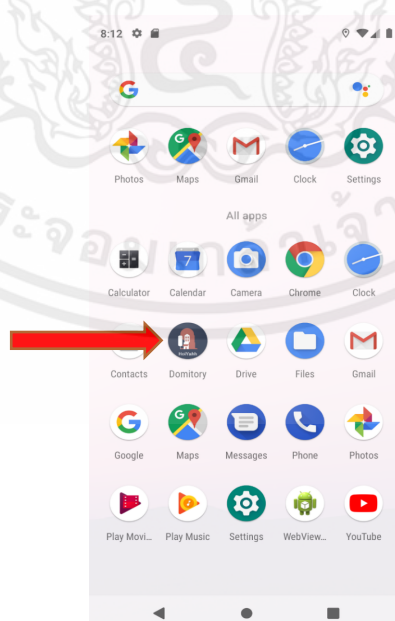 8:12
G
Photos Maps Gmail Clock Settings
All apps
7
Calculator Calendar Camera Chrome Clock
Contacts Domitory Drive Files Gmail
G
Google Maps Messages Phone Photos
Play Movi… Play Music Settings WebView… YouTube